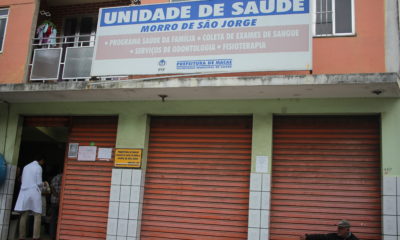 UNIDADE DE SAÚDE
MORRO DE SÃO JORGE
• PROGRAMA SAÚDE DA FAMÍLIA • COLETA DE EXAMES DE SANGUE
• SERVIÇOS DE ODONTOLOGIA • FISIOTERAPIA
PREFEITURA DE MACAÉ